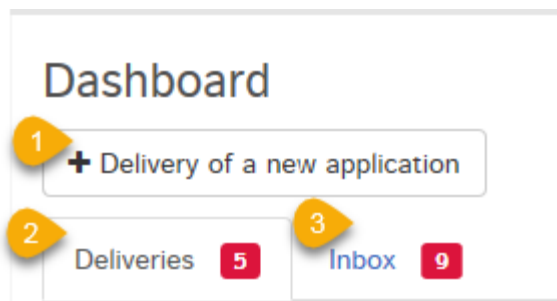 Dashboard
1
+ Delivery of a new application
2
3
Deliveries 5 Inbox 9